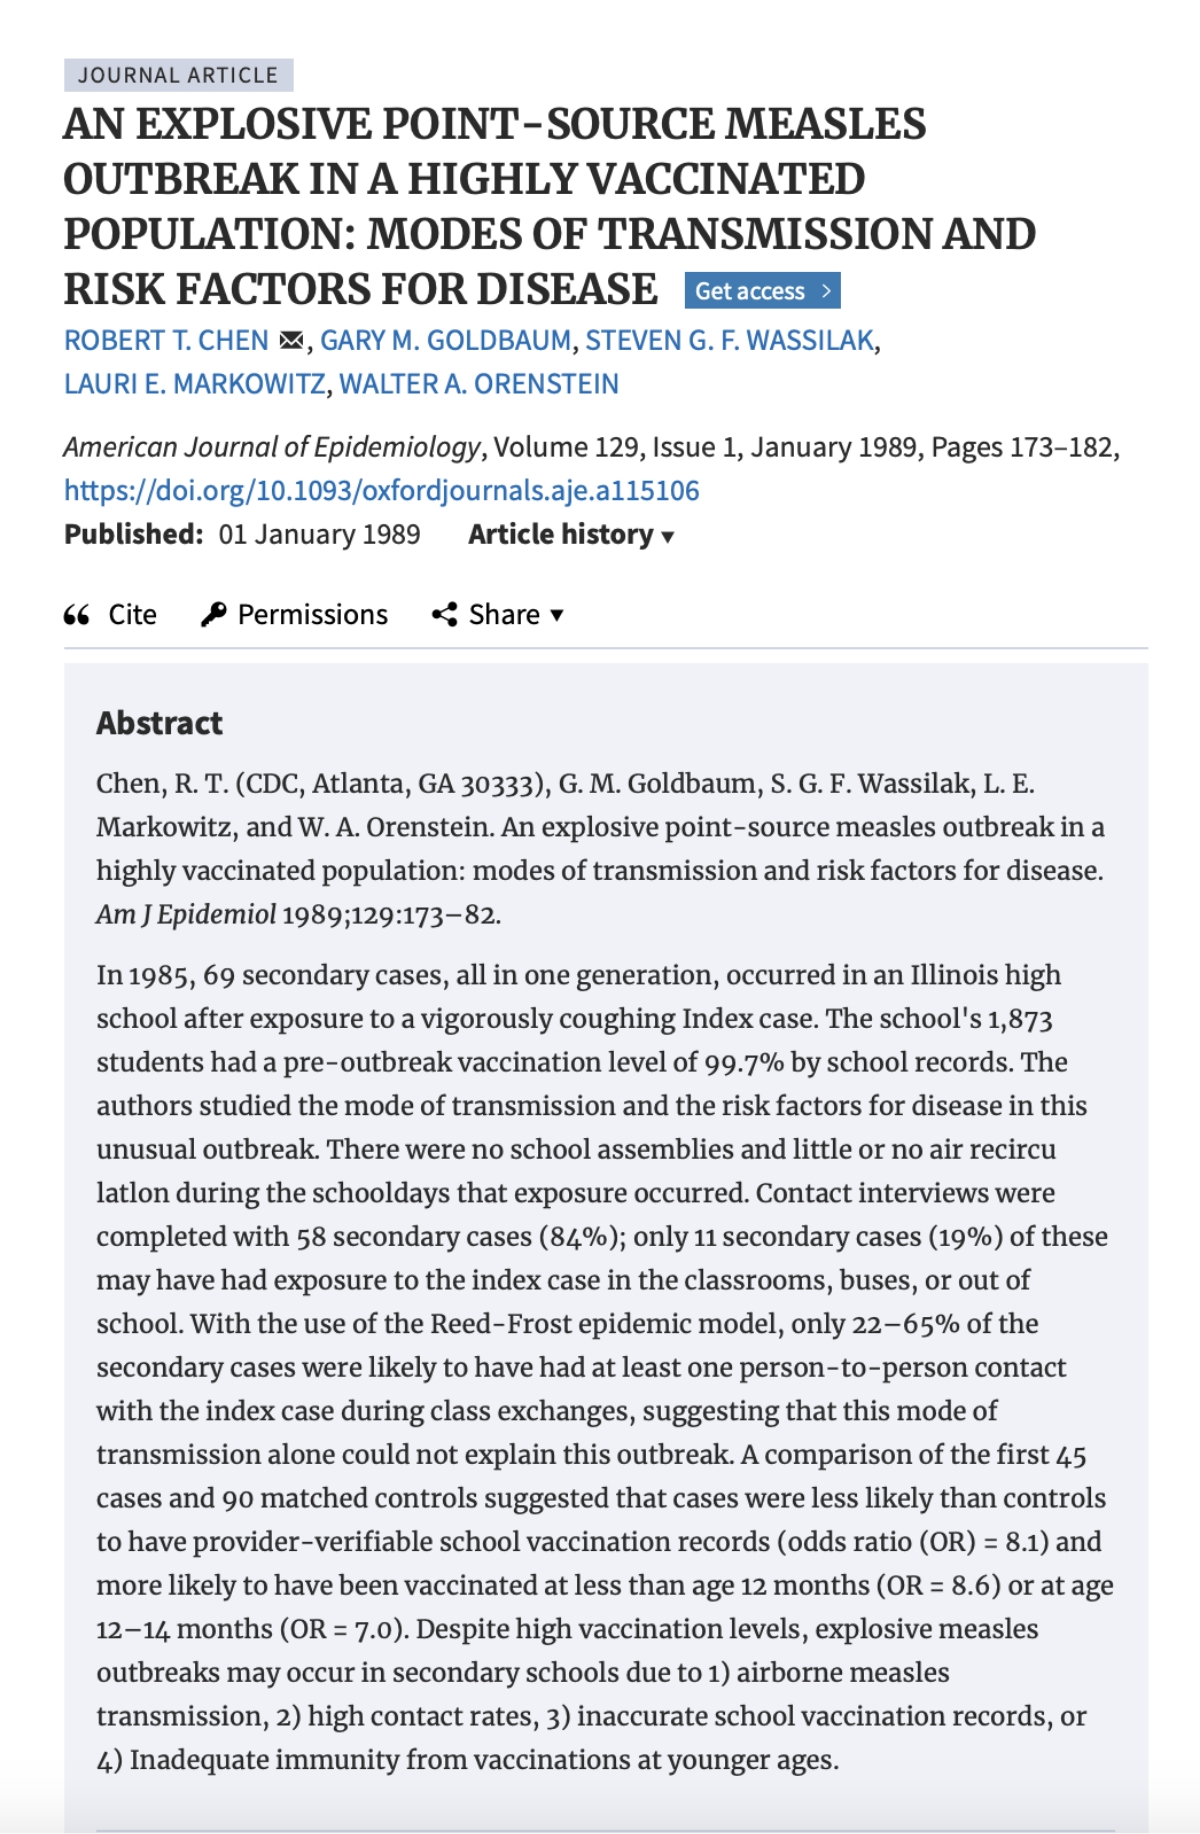 JOURNAL ARTICLE
AN EXPLOSIVE POINT-SOURCE MEASLES
OUTBREAK IN A HIGHLY VACCINATED
POPULATION: MODES OF TRANSMISSION AND
RISK FACTORS FOR DISEASE Get access >
ROBERT T. CHEN ✉, GARY M. GOLDBAUM, STEVEN G. F. WASSILAK,
LAURI E. MARKOWITZ, WALTER A. ORENSTEIN
American Journal of Epidemiology, Volume 129, Issue 1, January 1989, Pages 173–182,
https://doi.org/10.1093/oxfordjournals.aje.a115106
Published: 01 January 1989 Article history ▾
Cite Permissions Share ▾
Abstract
Chen, R. T. (CDC, Atlanta, GA 30333), G. M. Goldbaum, S. G. F. Wassilak, L. E.
Markowitz, and W. A. Orenstein. An explosive point-source measles outbreak in a
highly vaccinated population: modes of transmission and risk factors for disease.
Am J Epidemiol 1989;129:173–82.
In 1985, 69 secondary cases, all in one generation, occurred in an Illinois high
school after exposure to a vigorously coughing Index case. The school's 1,873
students had a pre-outbreak vaccination level of 99.7% by school records. The
authors studied the mode of transmission and the risk factors for disease in this
unusual outbreak. There were no school assemblies and little or no air recircu
latlon during the schooldays that exposure occurred. Contact interviews were
completed with 58 secondary cases (84%); only 11 secondary cases (19%) of these
may have had exposure to the index case in the classrooms, buses, or out of
school. With the use of the Reed-Frost epidemic model, only 22–65% of the
secondary cases were likely to have had at least one person-to-person contact
with the index case during class exchanges, suggesting that this mode of
transmission alone could not explain this outbreak. A comparison of the first 45
cases and 90 matched controls suggested that cases were less likely than controls
to have provider-verifiable school vaccination records (odds ratio (OR) = 8.1) and
more likely to have been vaccinated at less than age 12 months (OR = 8.6) or at age
12–14 months (OR = 7.0). Despite high vaccination levels, explosive measles
outbreaks may occur in secondary schools due to 1) airborne measles
transmission, 2) high contact rates, 3) inaccurate school vaccination records, or
4) Inadequate immunity from vaccinations at younger ages.